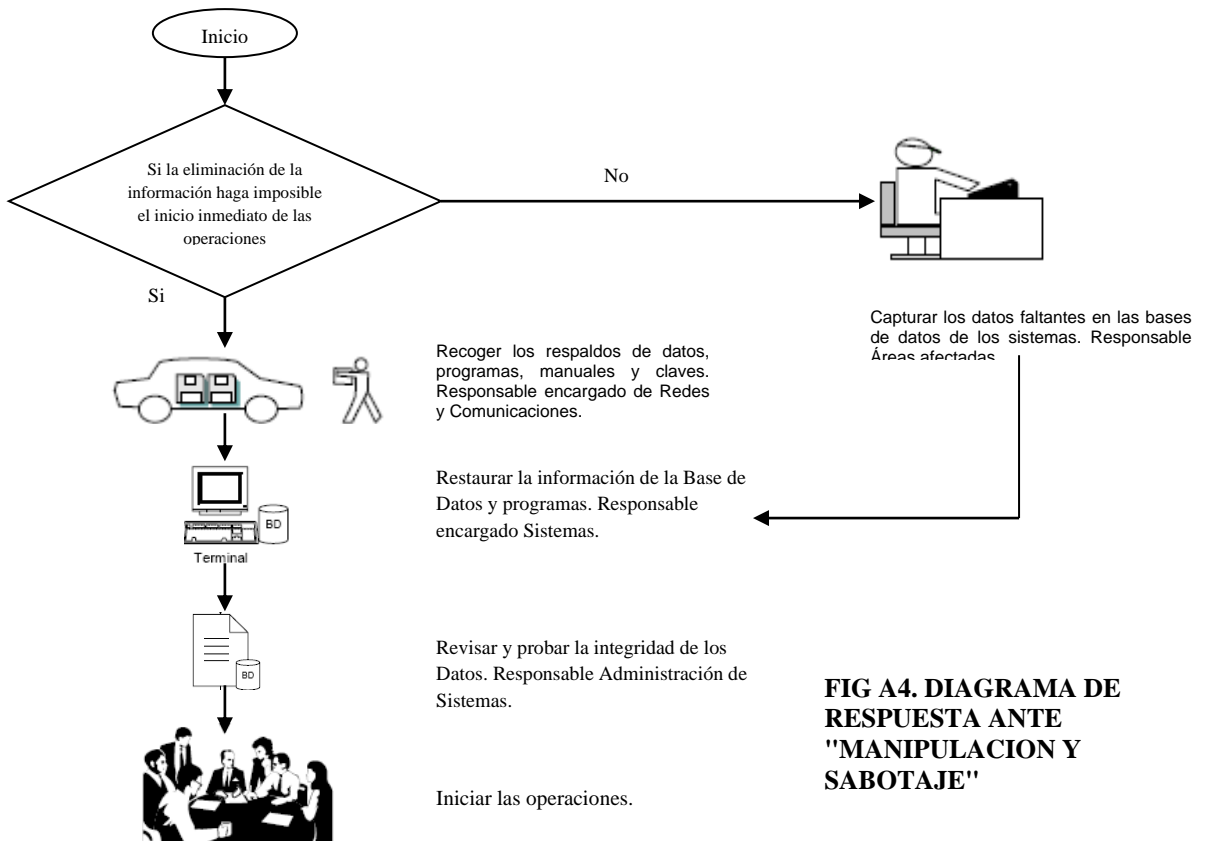 Inicio
Si la eliminación de la
información haga imposible
el inicio inmediato de las
operaciones
No
Si
Capturar los datos faltantes en las bases
de datos de los sistemas. Responsable
Áreas afectadas
Recoger los respaldos de datos,
programas, manuales y claves.
Responsable encargado de Redes
y Comunicaciones.
Restaurar la información de la Base de
Datos y programas. Responsable
encargado Sistemas.
BD
Terminal
Revisar y probar la integridad de los
Datos. Responsable Administración de
Sistemas.
BD
FIG A4. DIAGRAMA DE
RESPUESTA ANTE
"MANIPULACION Y
SABOTAJE"
Iniciar las operaciones.